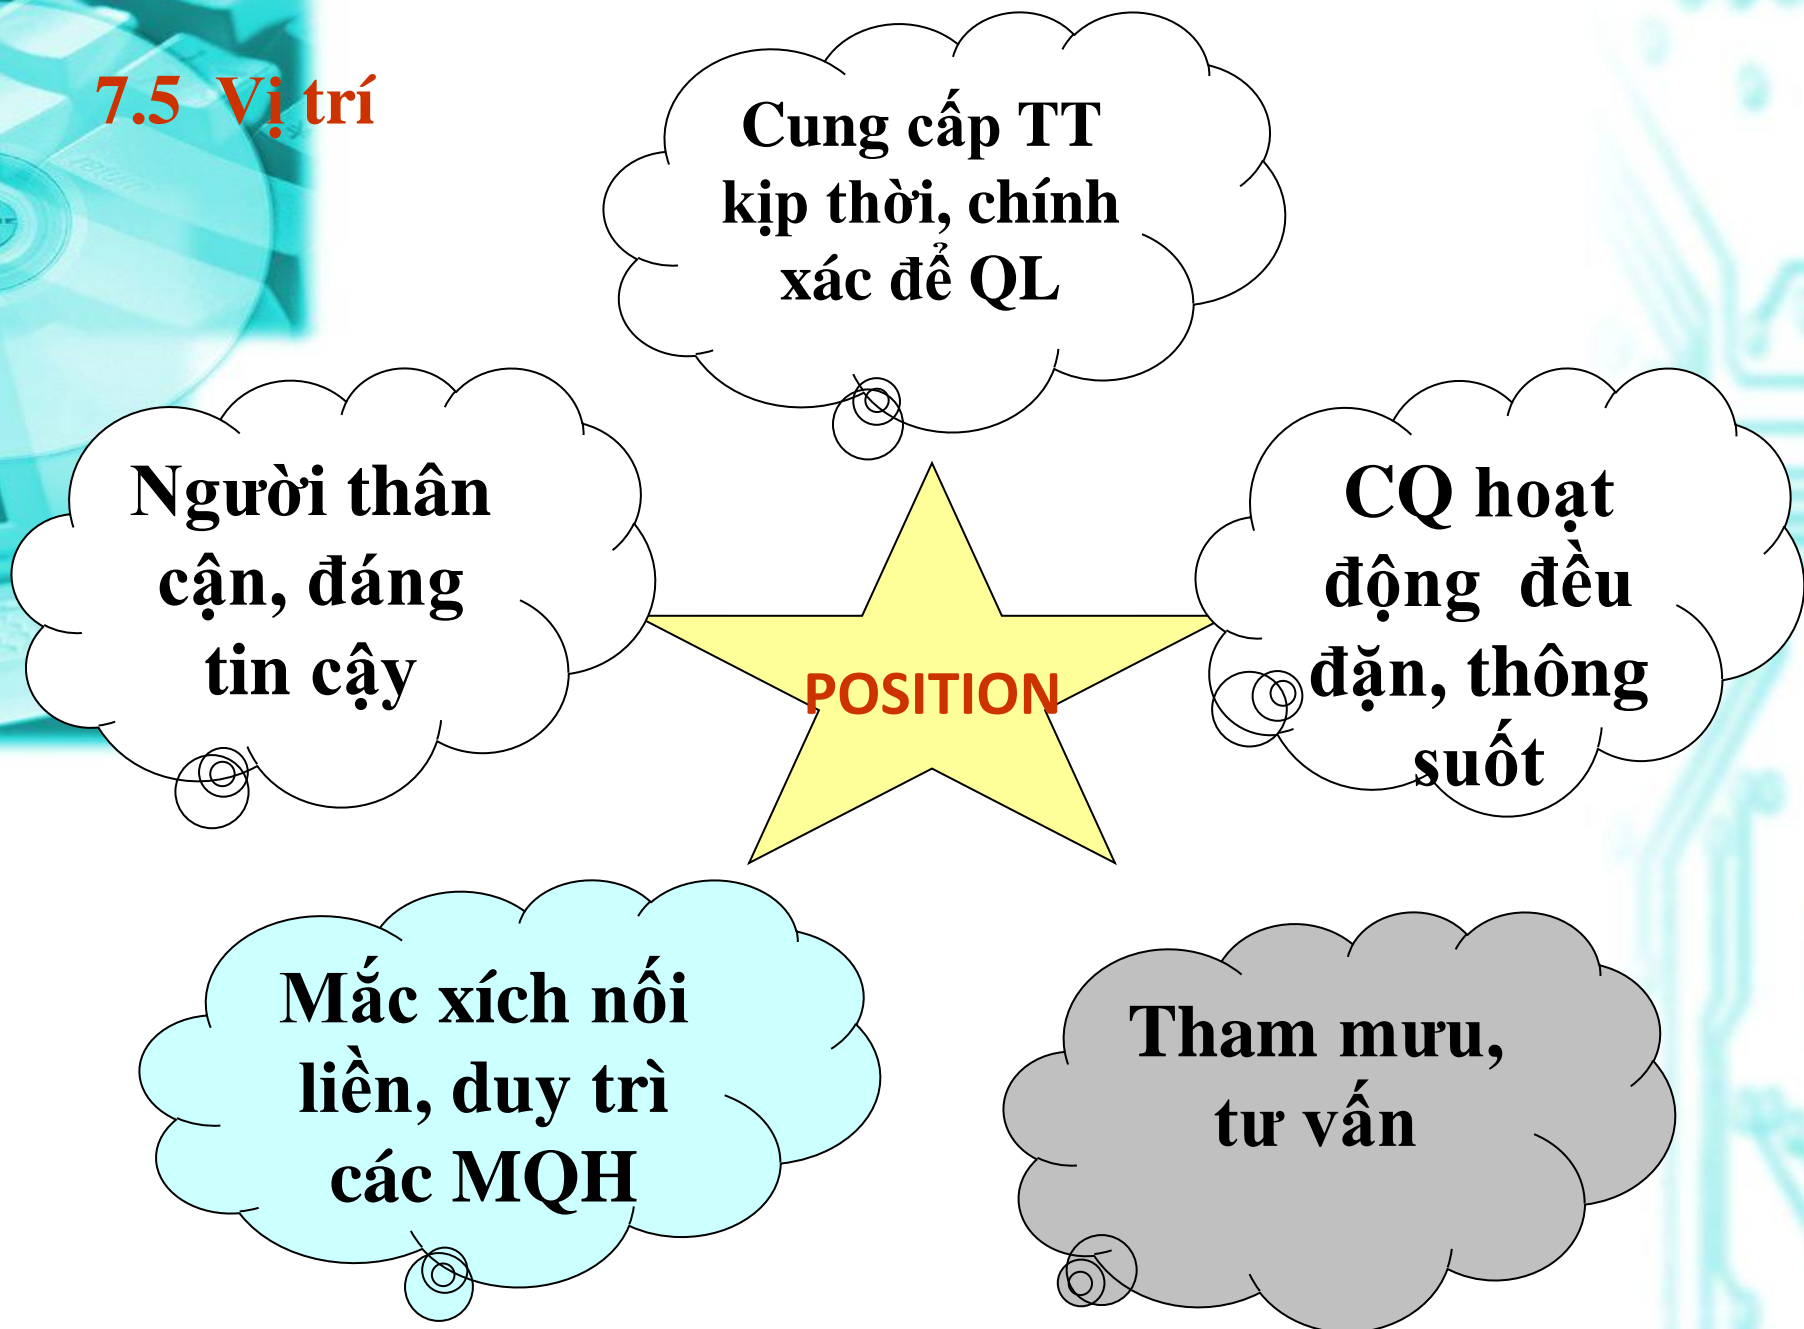 7.5 Vị trí
Cung cấp TT
kịp thời, chính
xác để QL
Người thân
cận, đáng
tin cậy
CQ hoạt
động đều
đặn, thông
suốt
POSITION
Mắc xích nối
liền, duy trì
các MQH
Tham mưu,
tư vấn